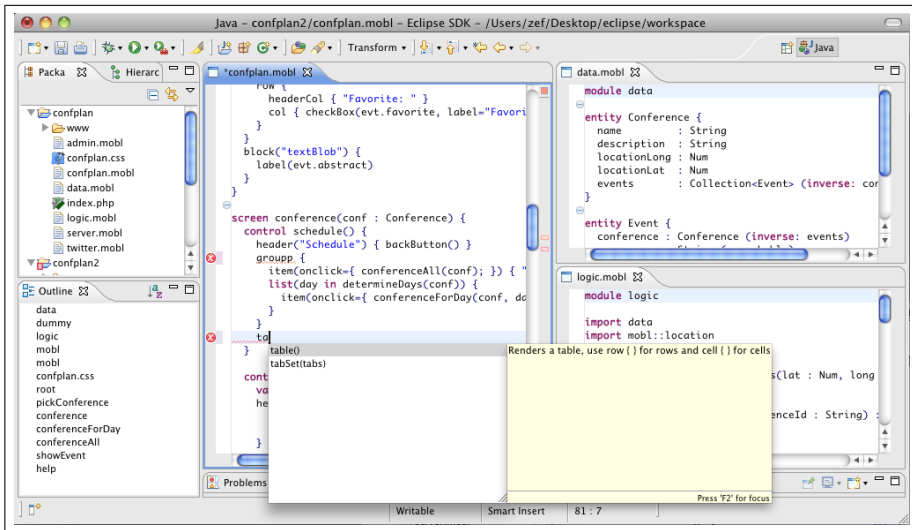 Java – confplan2/confplan.mobl – Eclipse SDK – /Users/zef/Desktop/eclipse/workspace
Transform
Java
Packa
Hierarc
confplan
www
admin.mobl
confplan.css
confplan.mobl
data.mobl
index.php
logic.mobl
server.mobl
twitter.mobl
confplan2
Outline
data
dummy
logic
mobl
mobl
confplan.css
root
pickConference
conference
conferenceForDay
conferenceAll
showEvent
help
*confplan.mobl
row {
headerCol { "Favorite: " }
col { checkBox(evt.favorite, label="Favori
}
}
block("textBlob") {
label(evt.abstract)
}
}
screen conference(conf : Conference) {
control schedule() {
header("Schedule") { backButton() }
groupp {
item(onclick={ conferenceAll(conf); }) { "
list(day in determineDays(conf)) {
item(onclick={ conferenceForDay(conf, da
}
}
ta
}
cont
va
he
}
table()
tabSet(tabs)
Renders a table, use row { } for rows and cell { } for cells
Press 'F2' for focus
data.mobl
module data
entity Conference {
name : String
description : String
locationLong : Num
locationLat : Num
events : Collection<Event> (inverse: con
}
entity Event {
conference : Conference (inverse: events)
logic.mobl
module logic
import data
import mobl::location
s(lat : Num, long
enceId : String) :
Problems
Writable
Smart Insert
81 : 7